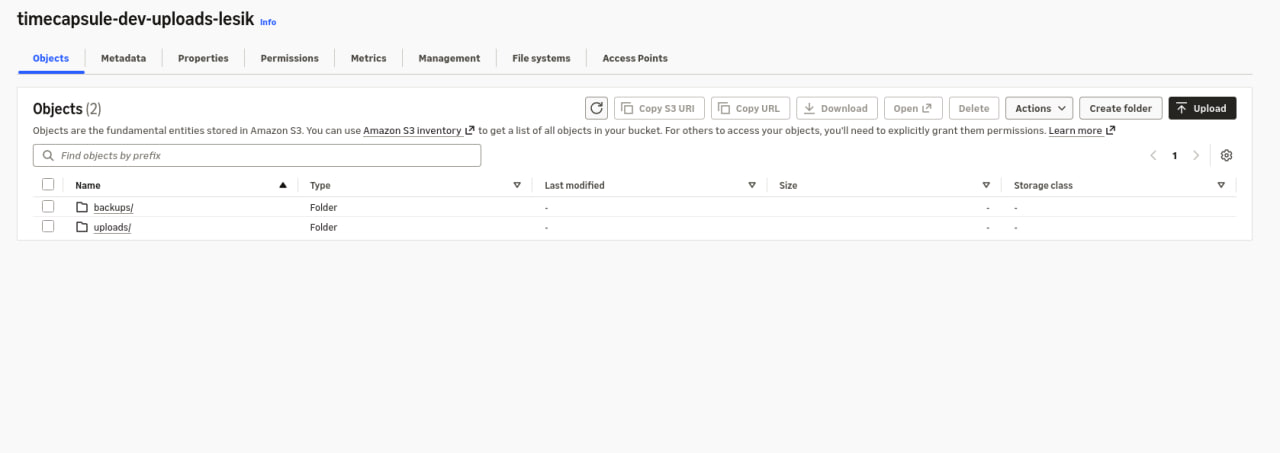 timecapsule-dev-uploads-lesik Info
Objects Metadata Properties Permissions Metrics Management File systems Access Points
Objects (2) Copy S3 URI Copy URL Download Open Delete Actions Create folder Upload
Objects are the fundamental entities stored in Amazon S3. You can use Amazon S3 inventory to get a list of all objects in your bucket. For others to access your objects, you'll need to explicitly grant them permissions. Learn more
Find objects by prefix 1
Name Type Last modified Size Storage class
backups/ Folder - - -
uploads/ Folder - - -